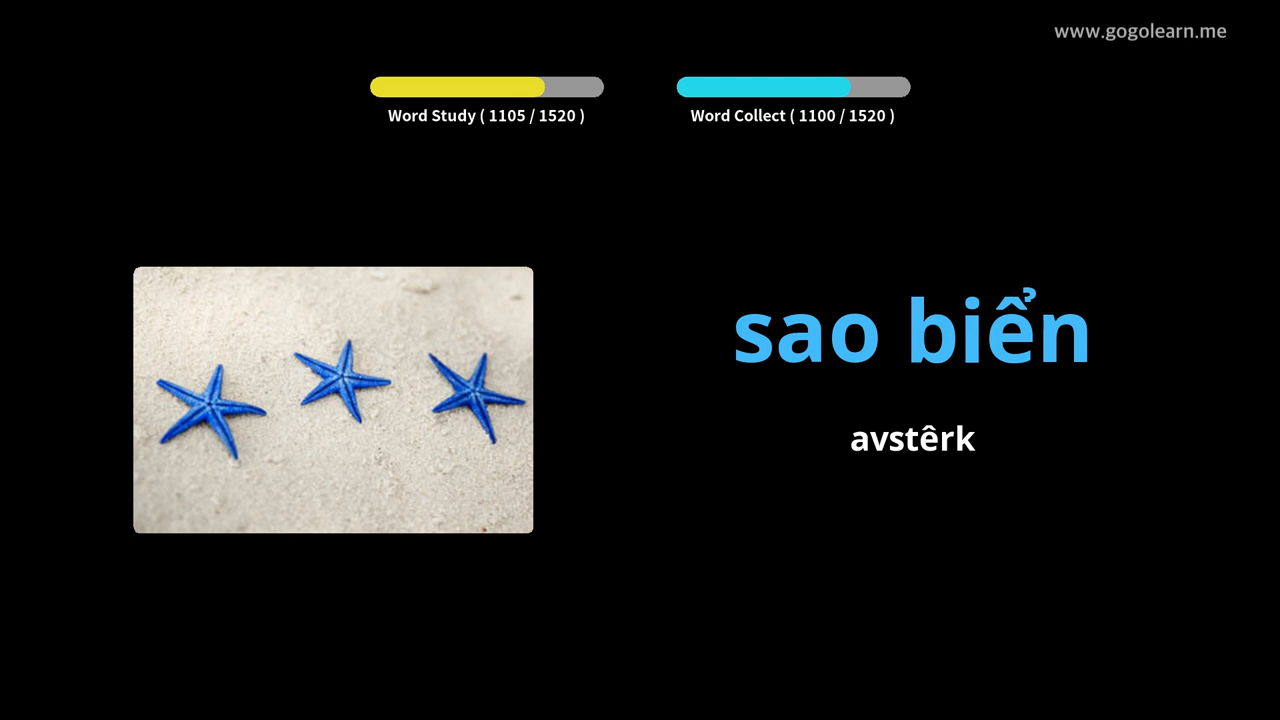 www.gogolearn.me
Word Study ( 1105 / 1520 )
Word Collect ( 1100 / 1520 )
sao biển
avstêrk